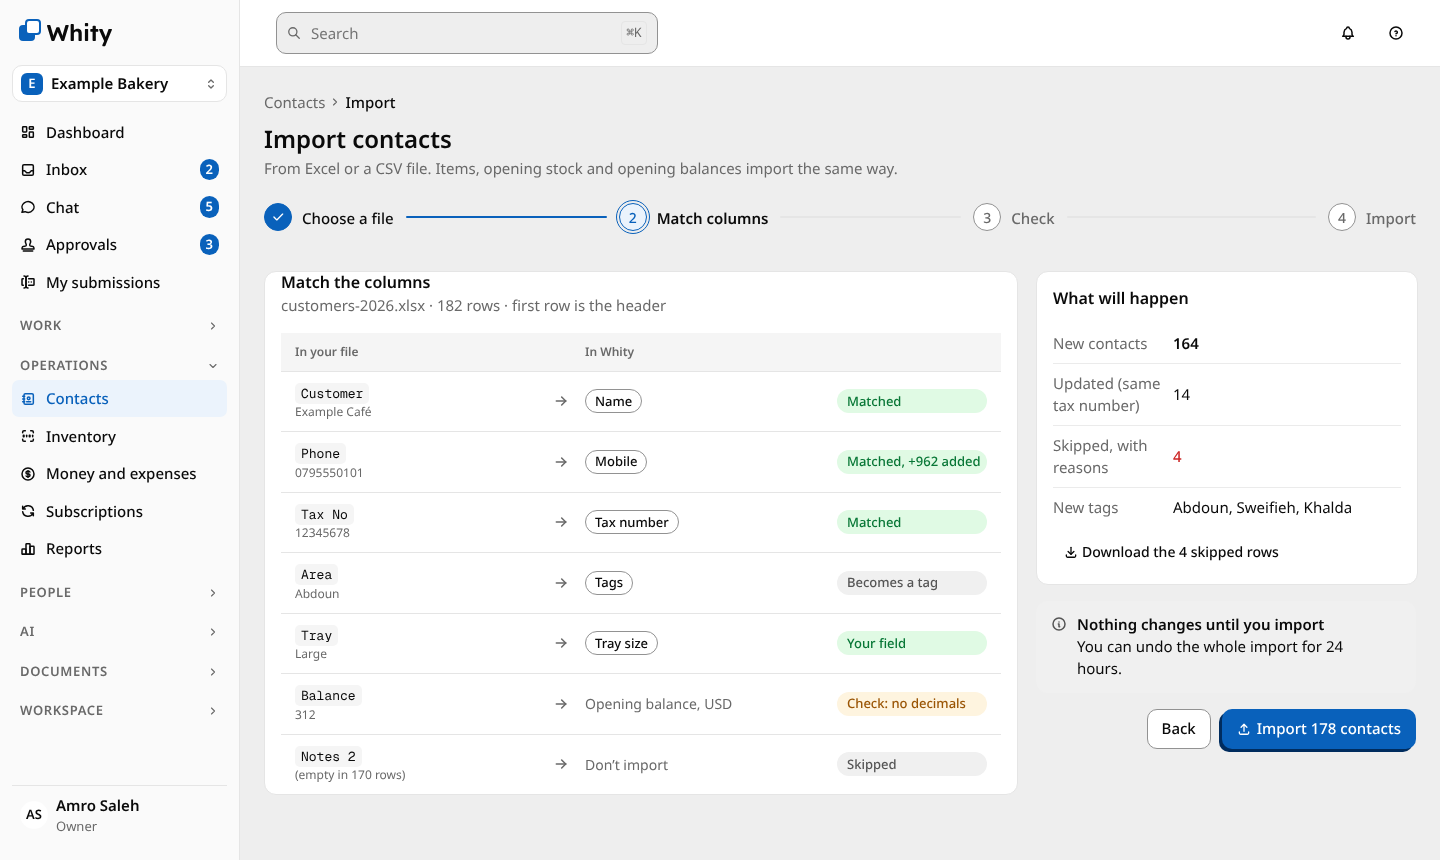 Whity
Search ⌘K
E Example Bakery
Dashboard
Inbox 2
Chat 5
Approvals 3
My submissions
WORK
OPERATIONS
Contacts
Inventory
Money and expenses
Subscriptions
Reports
PEOPLE
AI
DOCUMENTS
WORKSPACE
AS Amro Saleh
Owner
Contacts Import
Import contacts
From Excel or a CSV file. Items, opening stock and opening balances import the same way.
Choose a file 2 Match columns 3 Check 4 Import
Match the columns
customers-2026.xlsx · 182 rows · first row is the header
In your file In Whity
Customer → Name Matched
Example Café
Phone → Mobile Matched, +962 added
0795550101
Tax No → Tax number Matched
12345678
Area → Tags Becomes a tag
Abdoun
Tray → Tray size Your field
Large
Balance → Opening balance, USD Check: no decimals
312
Notes 2 → Don’t import Skipped
(empty in 170 rows)
What will happen
New contacts 164
Updated (same
tax number) 14
Skipped, with
reasons 4
New tags Abdoun, Sweifieh, Khalda
Download the 4 skipped rows
Nothing changes until you import
You can undo the whole import for 24
hours.
Back Import 178 contacts